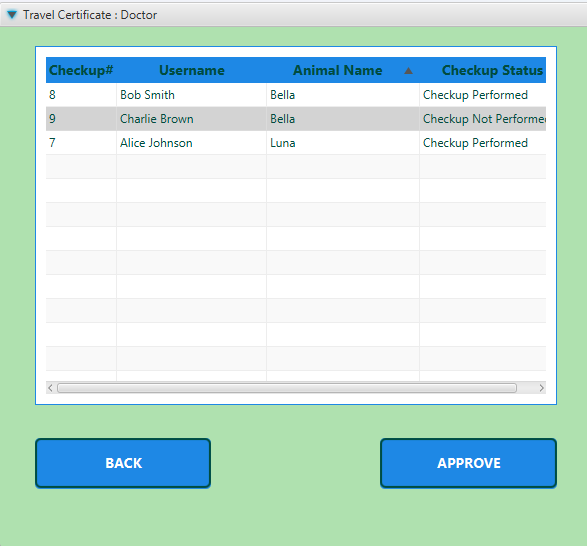 Travel Certificate : Doctor
Checkup# Username Animal Name Checkup Status
8 Bob Smith Bella Checkup Performed
9 Charlie Brown Bella Checkup Not Performed
7 Alice Johnson Luna Checkup Performed
BACK APPROVE